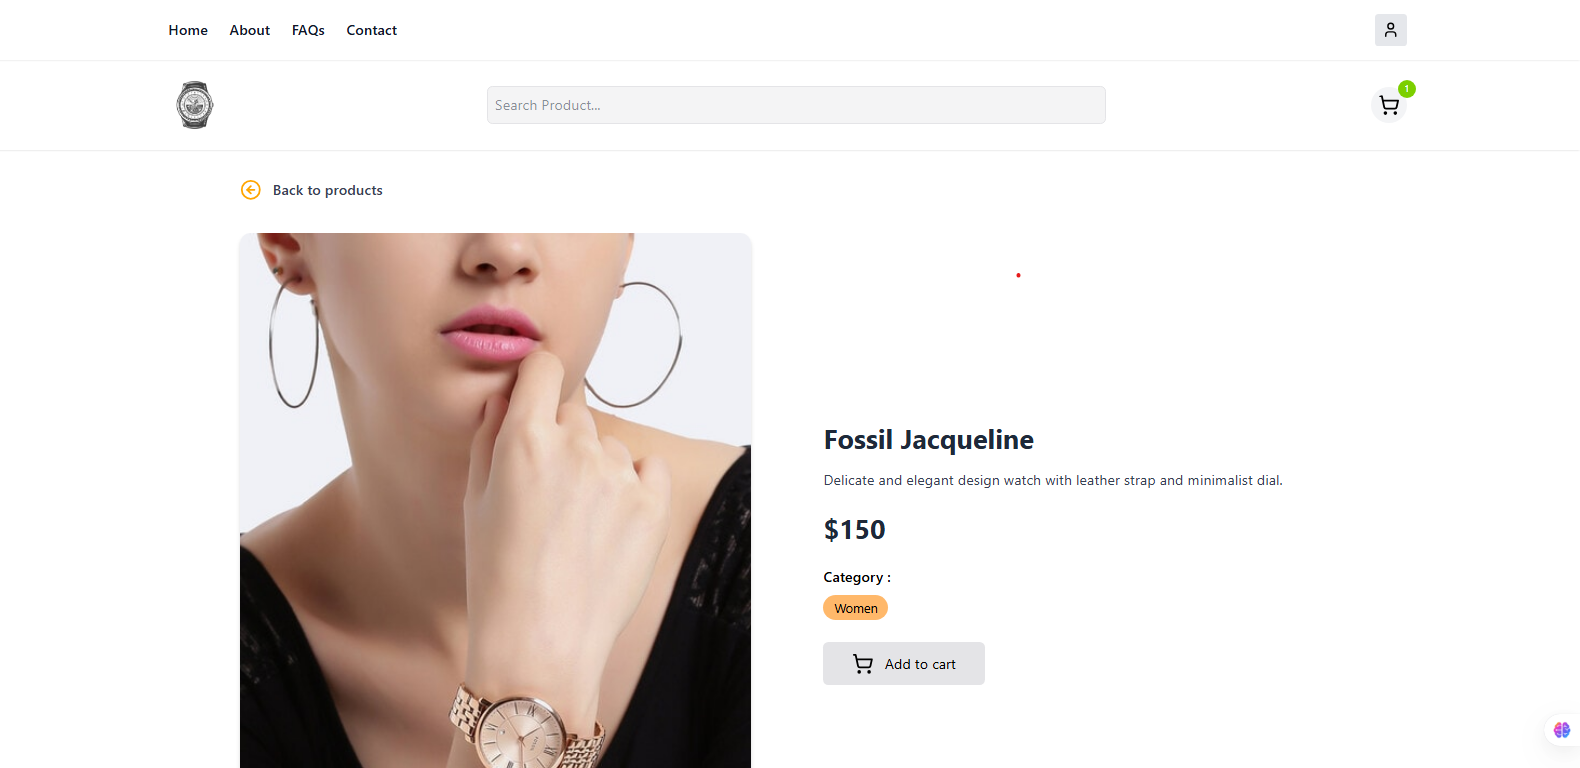 Home About FAQs Contact
Search Product...
1
Back to products
Fossil Jacqueline
Delicate and elegant design watch with leather strap and minimalist dial.
$150
Category :
Women
Add to cart